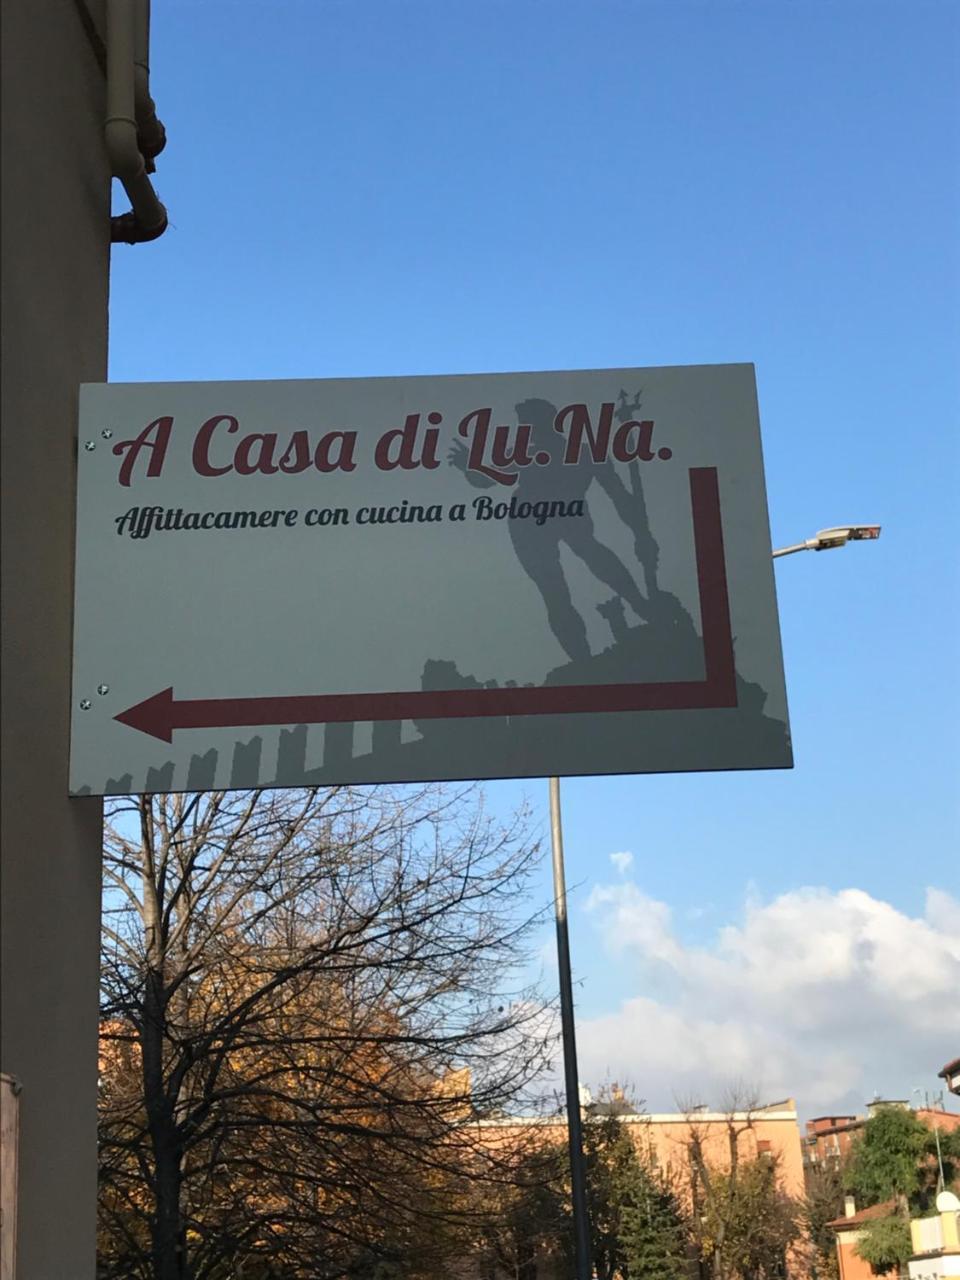 A Casa di Lu.Na.
Affittacamere con cucina a Bologna